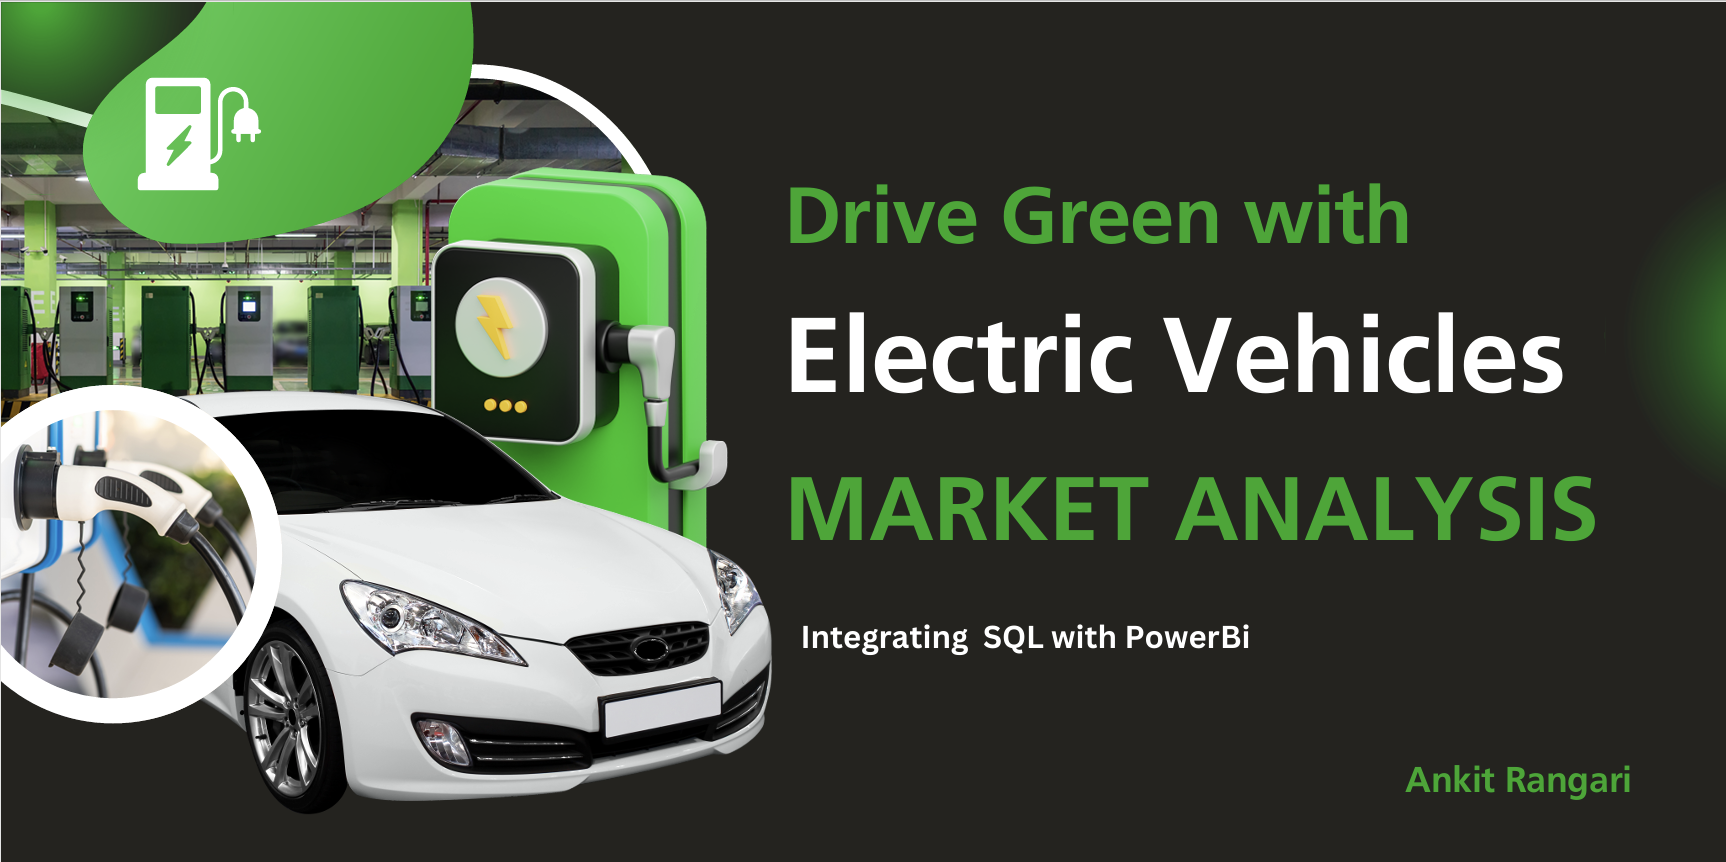 Drive Green with
Electric Vehicles
MARKET ANALYSIS
Integrating  SQL with PowerBi
Ankit Rangari